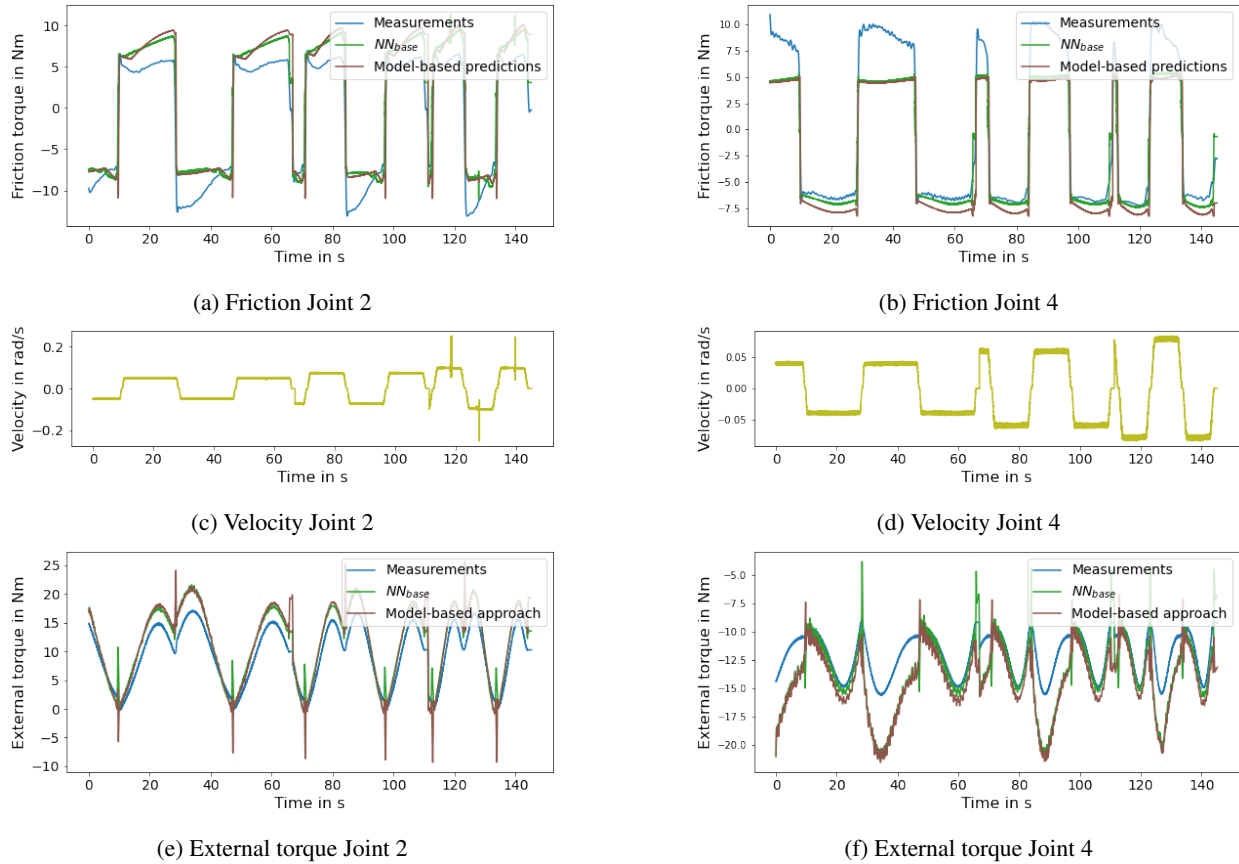 Friction torque in Nm
10
5
0
−5
−10
Measurements
NN_base
Model-based predictions
0 20 40 60 80 100 120 140
Time in s
(a) Friction Joint 2
Friction torque in Nm
10.0
7.5
5.0
2.5
0.0
−2.5
−5.0
−7.5
Measurements
NN_base
Model-based predictions
0 20 40 60 80 100 120 140
Time in s
(b) Friction Joint 4
Velocity in rad/s
0.2
0.0
−0.2
0 20 40 60 80 100 120 140
Time in s
(c) Velocity Joint 2
Velocity in rad/s
0.05
0.00
−0.05
0 20 40 60 80 100 120 140
Time in s
(d) Velocity Joint 4
External torque in Nm
25
20
15
10
5
0
−5
−10
Measurements
NN_base
Model-based approach
0 20 40 60 80 100 120 140
Time in s
(e) External torque Joint 2
External torque in Nm
−5.0
−7.5
−10.0
−12.5
−15.0
−17.5
−20.0
Measurements
NN_base
Model-based approach
0 20 40 60 80 100 120 140
Time in s
(f) External torque Joint 4